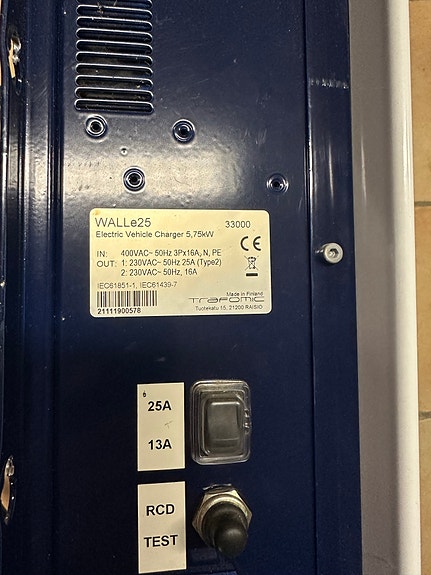 WALLe25 33000
Electric Vehicle Charger 5,75kW
CE
IN: 400VAC~ 50Hz 3Px16A, N, PE
OUT: 1: 230VAC~ 50Hz 25A (Type2)
2: 230VAC~ 50Hz, 16A
IEC61851-1, IEC61439-7
Made in Finland
TRAFOMIC
21111900578
Tuotekatu 15, 21200 RAISIO
25A
13A
RCD
TEST